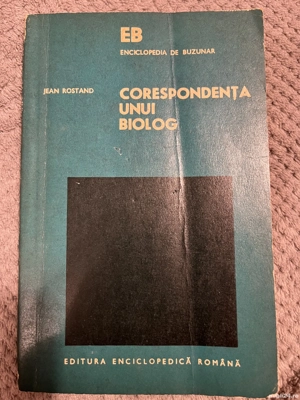 EB
ENCICLOPEDIA DE BUZUNAR
JEAN ROSTAND
CORESPONDENȚA
UNUI
BIOLOG
EDITURA ENCICLOPEDICĂ ROMÂNĂ